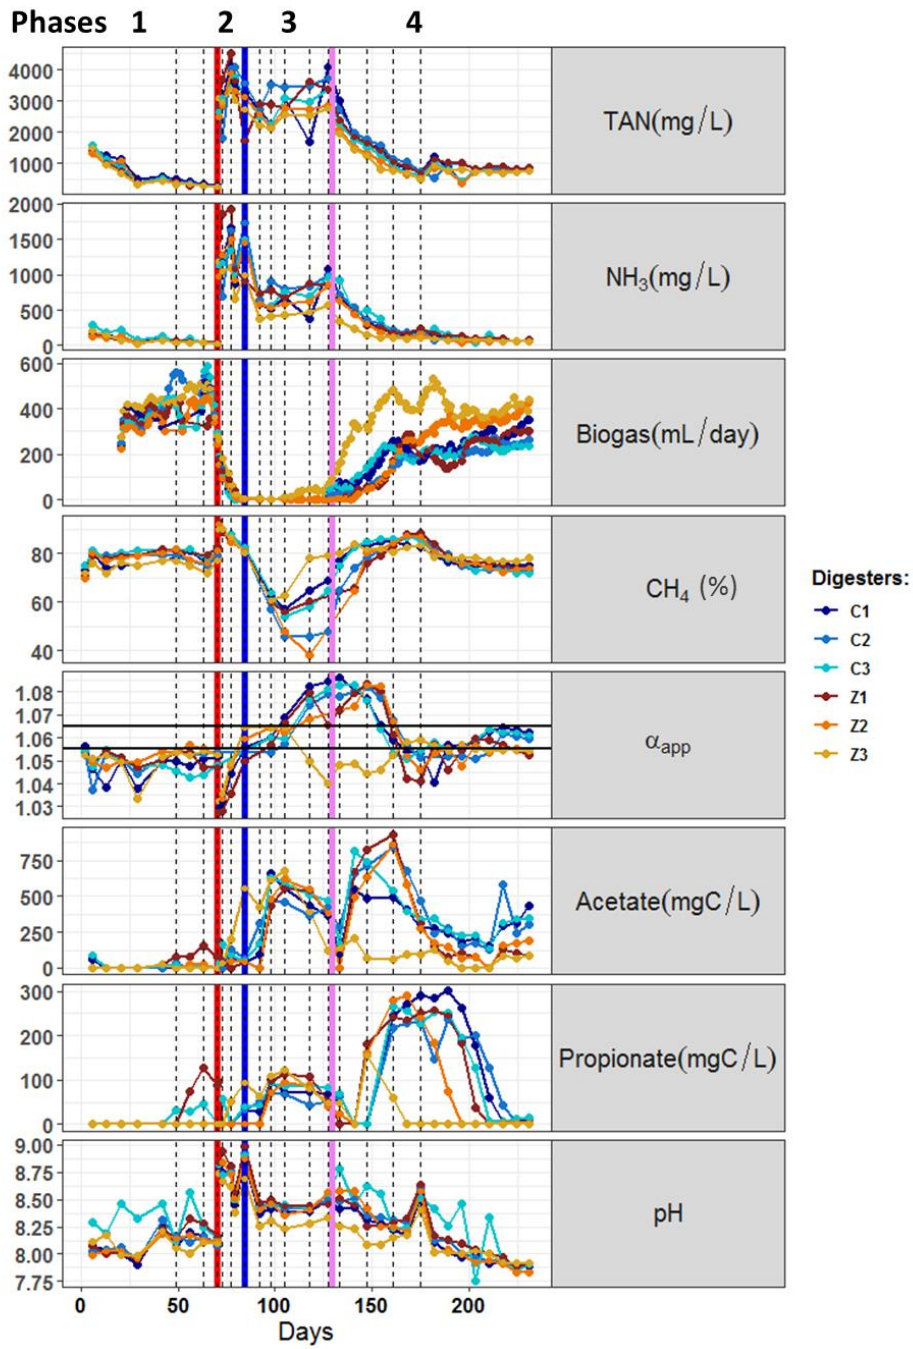 Phases 1 2 3 4
4000
3000
2000
1000
TAN(mg/L)
2000
1500
1000
500
0
NH₃(mg/L)
600
400
200
0
Biogas(mL/day)
80
60
40
CH₄ (%)
1.08
1.07
1.06
1.05
1.04
1.03
αapp
750
500
250
0
Acetate(mgC/L)
300
200
100
0
Propionate(mgC/L)
9.00
8.75
8.50
8.25
8.00
7.75
pH
0 50 100 150 200
Days
Digesters:
C1
C2
C3
Z1
Z2
Z3